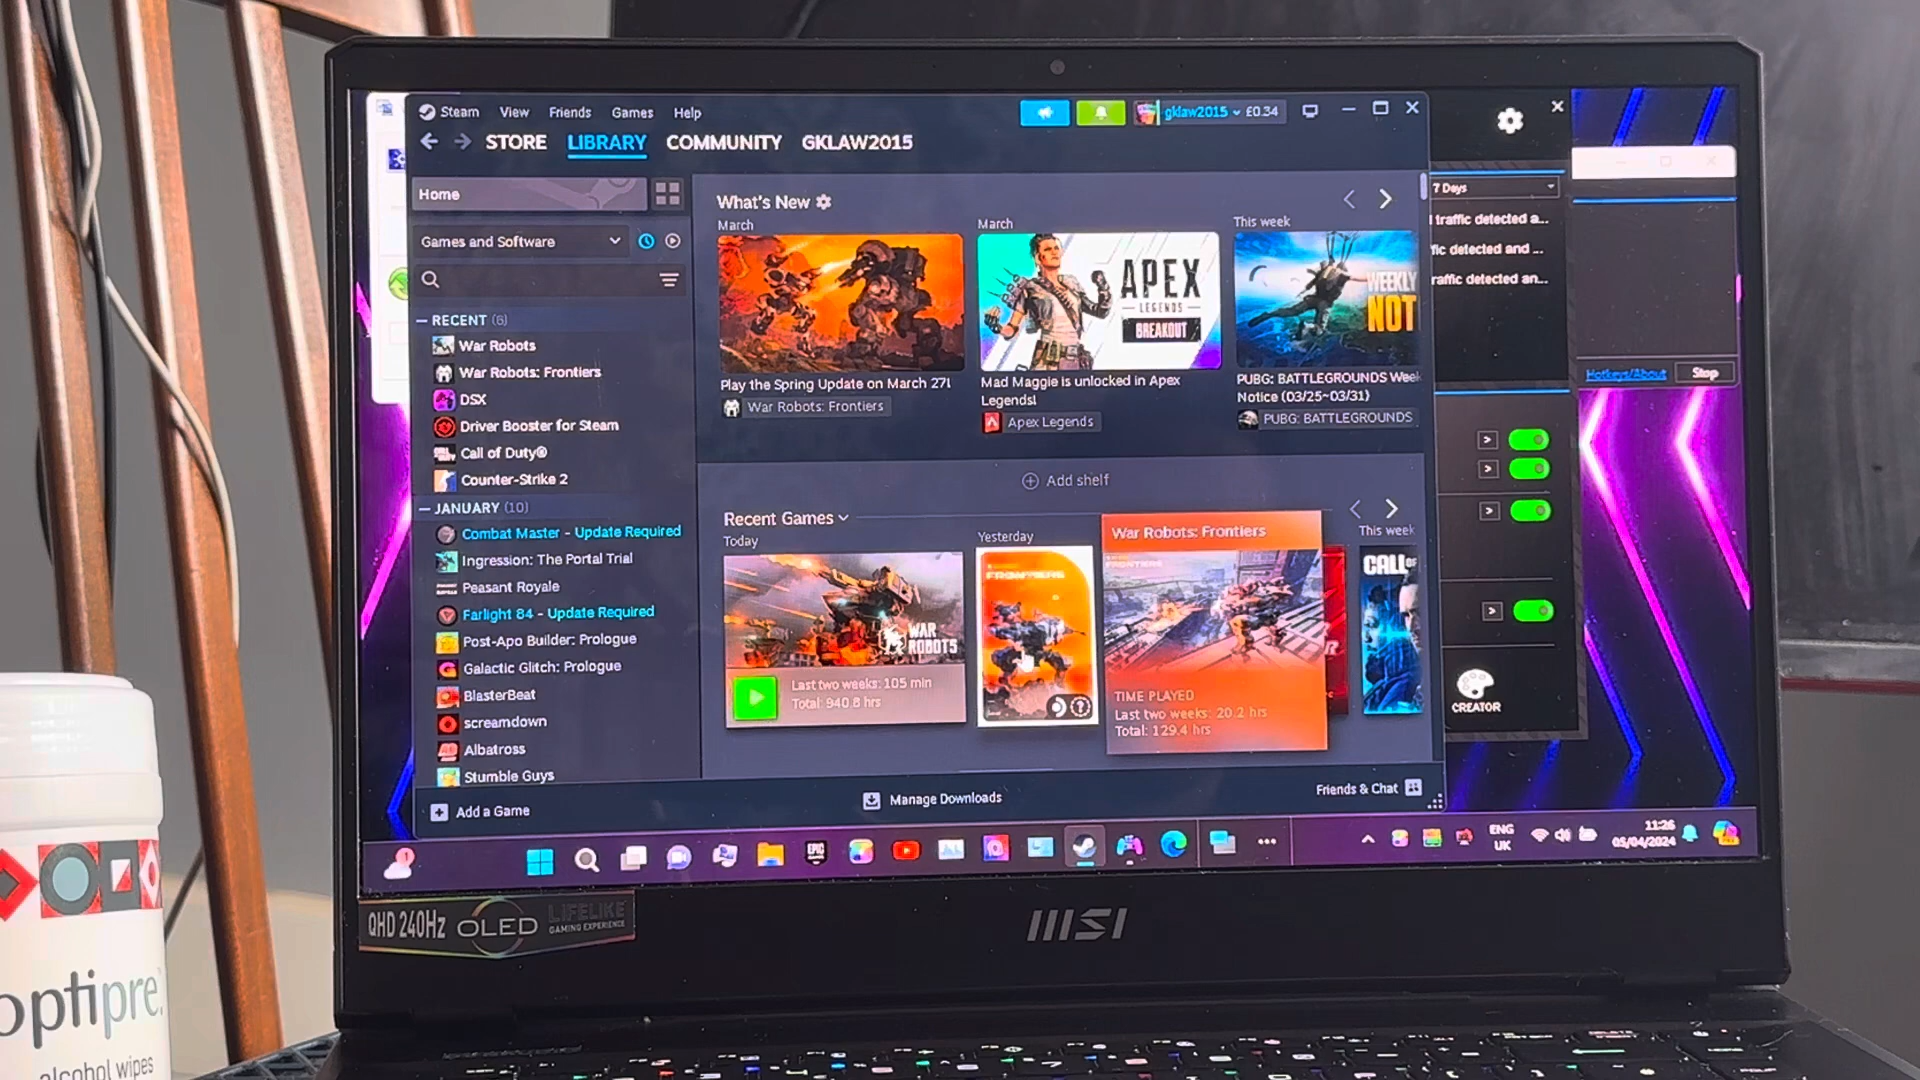 Steam View Friends Games Help
gklaw2015 £0.34
STORE LIBRARY COMMUNITY GKLAW2015
Home
Games and Software
RECENT (6)
War Robots
War Robots: Frontiers
DSX
Driver Booster for Steam
Call of Duty®
Counter-Strike 2
JANUARY (10)
Combat Master - Update Required
Ingression: The Portal Trial
Peasant Royale
Farlight 84 - Update Required
Post-Apo Builder: Prologue
Galactic Glitch: Prologue
BlasterBeat
screamdown
Albatross
Stumble Guys
Add a Game
What's New
March
Play the Spring Update on March 27!
War Robots: Frontiers
March
APEX
LEGENDS
BREAKOUT
Mad Maggie is unlocked in Apex
Legends!
Apex Legends
This week
WEEKLY
NOT
PUBG: BATTLEGROUNDS Week
Notice (03/25~03/31)
PUBG: BATTLEGROUNDS
Add shelf
Recent Games
Today
WAR
ROBOTS
Last two weeks: 105 min
Total: 940.8 hrs
Yesterday
FRONTIERS
War Robots: Frontiers
FRONTIERS
TIME PLAYED
Last two weeks: 20.2 hrs
Total: 129.4 hrs
This week
CALL OF
Manage Downloads
Friends & Chat
7 Days
traffic detected a...
fic detected and ...
raffic detected an...
Hotkeys/About Stop
CREATOR
EPIC
ENG
UK
11:26
05/04/2024
QHD 240Hz OLED LIFELIKE
GAMING EXPERIENCE
msi
optipre
alcohol wipes